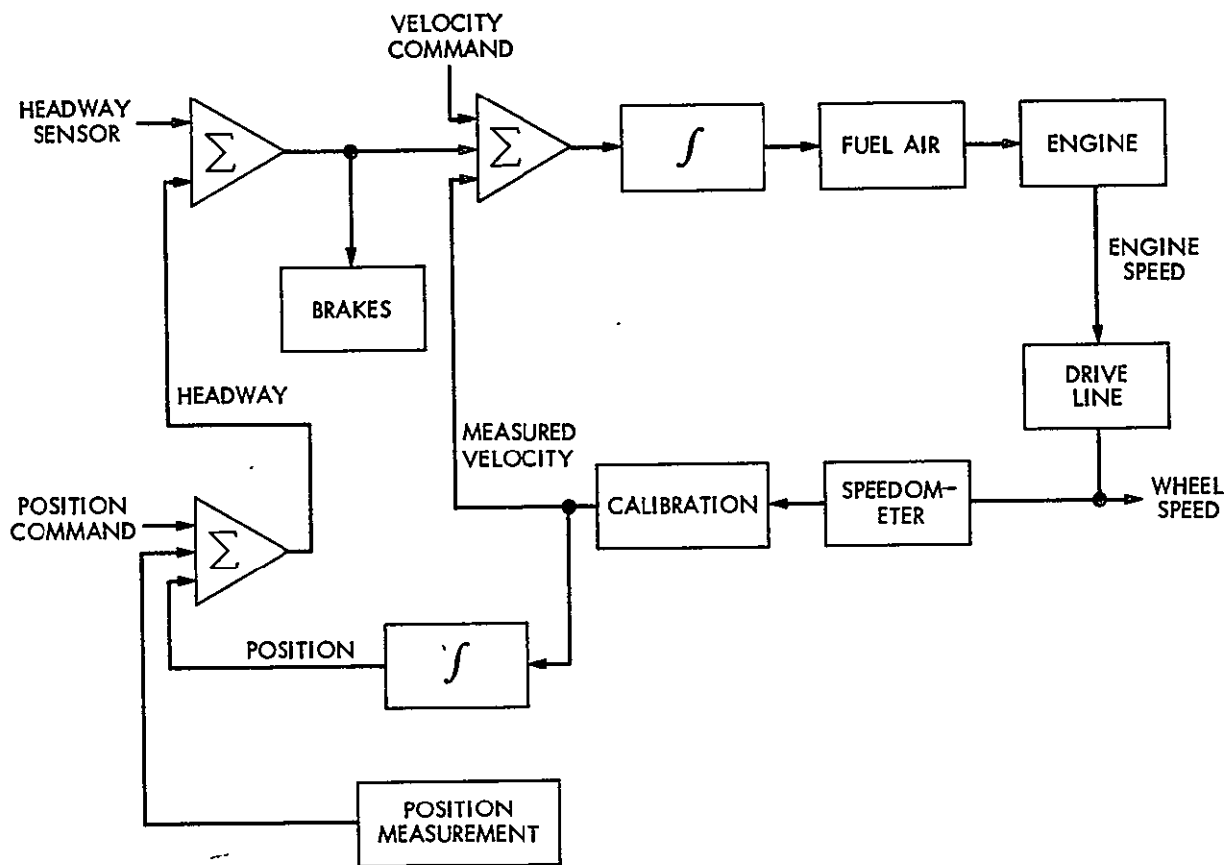 VELOCITY
COMMAND
HEADWAY
SENSOR
Σ
Σ
∫
FUEL AIR
ENGINE
ENGINE
SPEED
BRAKES
DRIVE
LINE
HEADWAY
MEASURED
VELOCITY
CALIBRATION
SPEEDOM-
ETER
WHEEL
SPEED
POSITION
COMMAND
Σ
POSITION
∫
POSITION
MEASUREMENT